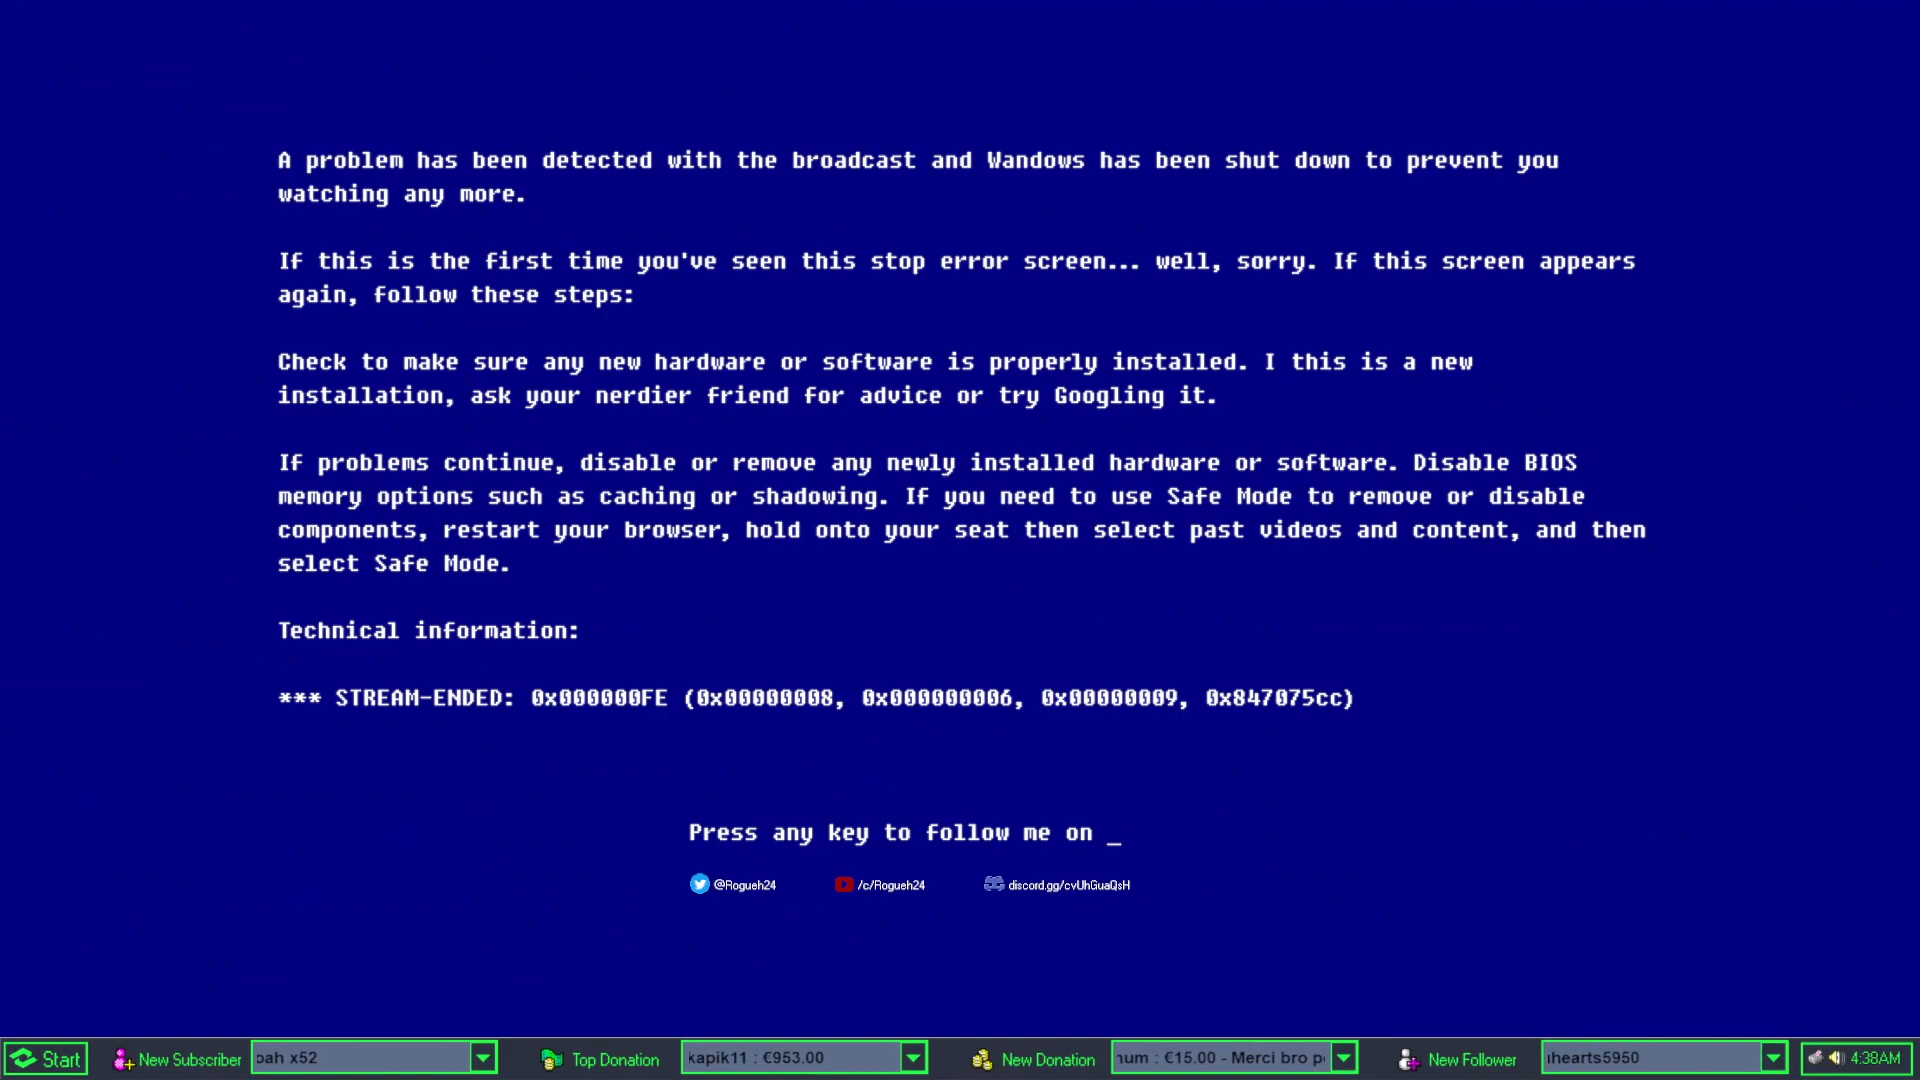 A problem has been detected with the broadcast and Wandows has been shut down to prevent you
watching any more.
If this is the first time you've seen this stop error screen... well, sorry. If this screen appears
again, follow these steps:
Check to make sure any new hardware or software is properly installed. I this is a new
installation, ask your nerdier friend for advice or try Googling it.
If problems continue, disable or remove any newly installed hardware or software. Disable BIOS
memory options such as caching or shadowing. If you need to use Safe Mode to remove or disable
components, restart your browser, hold onto your seat then select past videos and content, and then
select Safe Mode.
Technical information:
*** STREAM-ENDED: 0x000000FE (0x00000008, 0x000000006, 0x00000009, 0x847075cc)
Press any key to follow me on _
@Rogueh24 /c/Rogueh24 discord.gg/cvUhGuaQsH
Start New Subscriber x52 Top Donation kapik11 : €953.00 New Donation : €15.00 - Merci bro New Follower 4:38AM